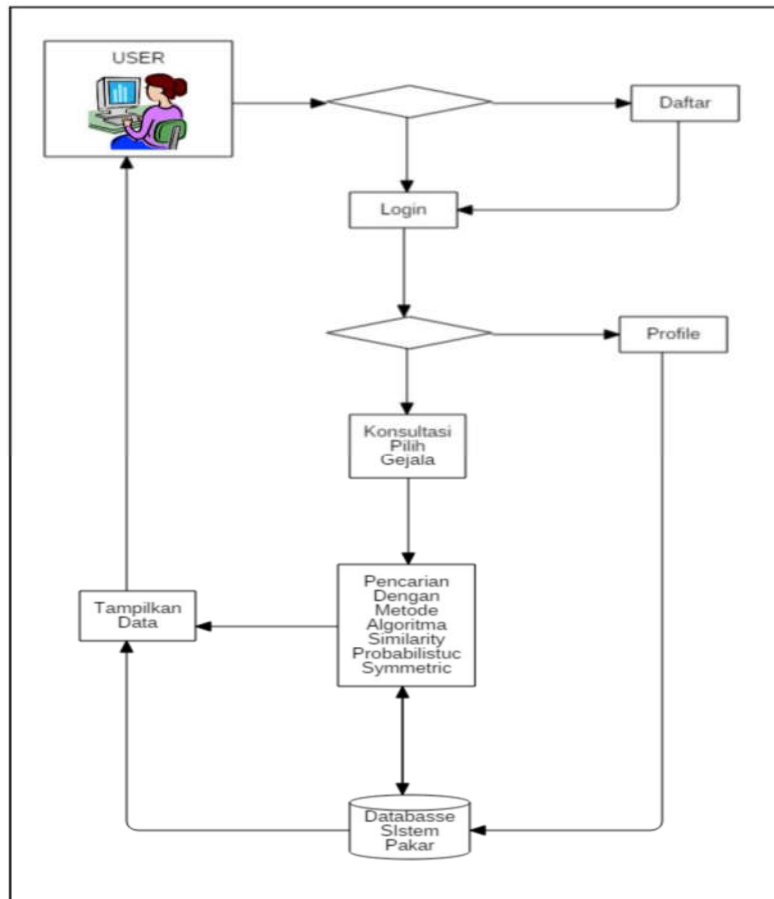 USER
Daftar
Login
Profile
Konsultasi
Pilih
Gejala
Pencarian
Dengan
Metode
Algoritma
Similarity
Probabilistuc
Symmetric
Tampilkan
Data
Databasse
SIstem
Pakar